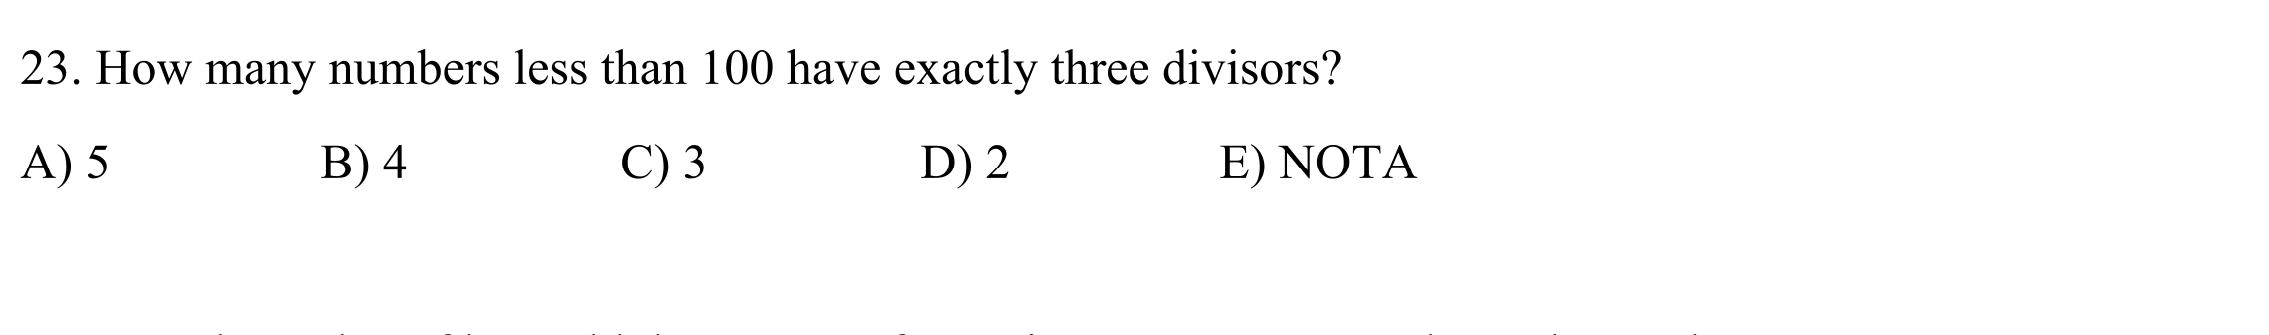 23. How many numbers less than 100 have exactly three divisors?
A) 5 B) 4 C) 3 D) 2 E) NOTA